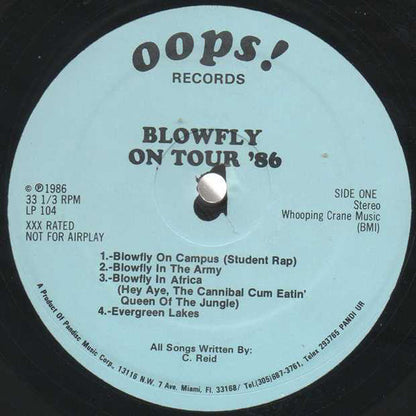 oops!
RECORDS
BLOWFLY
ON TOUR '86
© ℗1986
33 1/3 RPM
LP 104
XXX RATED
NOT FOR AIRPLAY
SIDE ONE
Stereo
Whooping Crane Music
(BMI)
1.-Blowfly On Campus (Student Rap)
2.-Blowfly In The Army
3.-Blowfly In Africa
(Hey Aye, The Cannibal Cum Eatin'
Queen Of The Jungle)
4.-Evergreen Lakes
All Songs Written By:
C. Reid
A Product Of Pandisc Music Corp., 13116 N.W. 7 Ave. Miami, Fl. 33168/ Tel.(305)687-3761, Telex 293765 PANDI UR